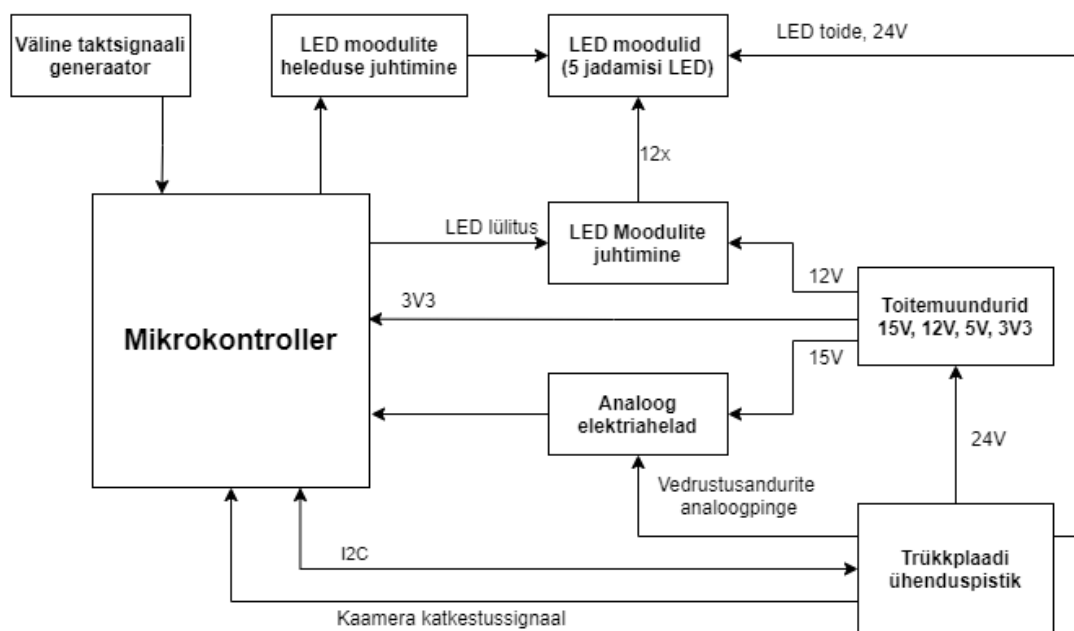 Väline taktsignaali
generaator
LED moodulite
heleduse juhtimine
LED moodulid
(5 jadamisi LED)
LED toide, 24V
12x
LED lülitus
LED Moodulite
juhtimine
12V
3V3
Toitemuundurid
15V, 12V, 5V, 3V3
Mikrokontroller
15V
Analoog
elektriahelad
24V
Vedrustusandurite
analoogpinge
I2C
Trükkplaadi
ühenduspistik
Kaamera katkestussignaal